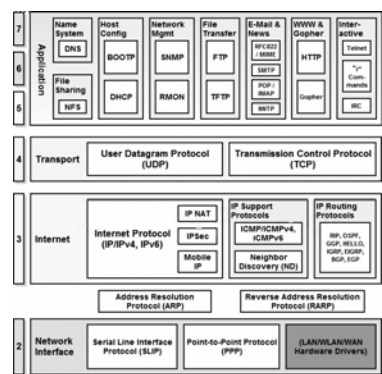 7
6
5
Application
Name
System
DNS
File
Sharing
NFS
Host
Config
BOOTP
DHCP
Network
Mgmt
SNMP
RMON
File
Transfer
FTP
TFTP
E-Mail &
News
RFC822
/ MIME
SMTP
POP /
IMAP
NNTP
WWW &
Gopher
HTTP
Gopher
Inter-
active
Telnet
"r"
Com-
mands
IRC
4
Transport
User Datagram Protocol
(UDP)
Transmission Control Protocol
(TCP)
3
Internet
Internet Protocol
(IP/IPv4, IPv6)
IP NAT
IPSec
Mobile
IP
IP Support
Protocols
ICMP/ICMPv4,
ICMPv6
Neighbor
Discovery (ND)
IP Routing
Protocols
RIP, OSPF,
GGP, HELLO,
IGRP, EIGRP,
BGP, EGP
Address Resolution
Protocol (ARP)
Reverse Address Resolution
Protocol (RARP)
2
Network
Interface
Serial Line Interface
Protocol (SLIP)
Point-to-Point Protocol
(PPP)
(LAN/WLAN/WAN
Hardware Drivers)